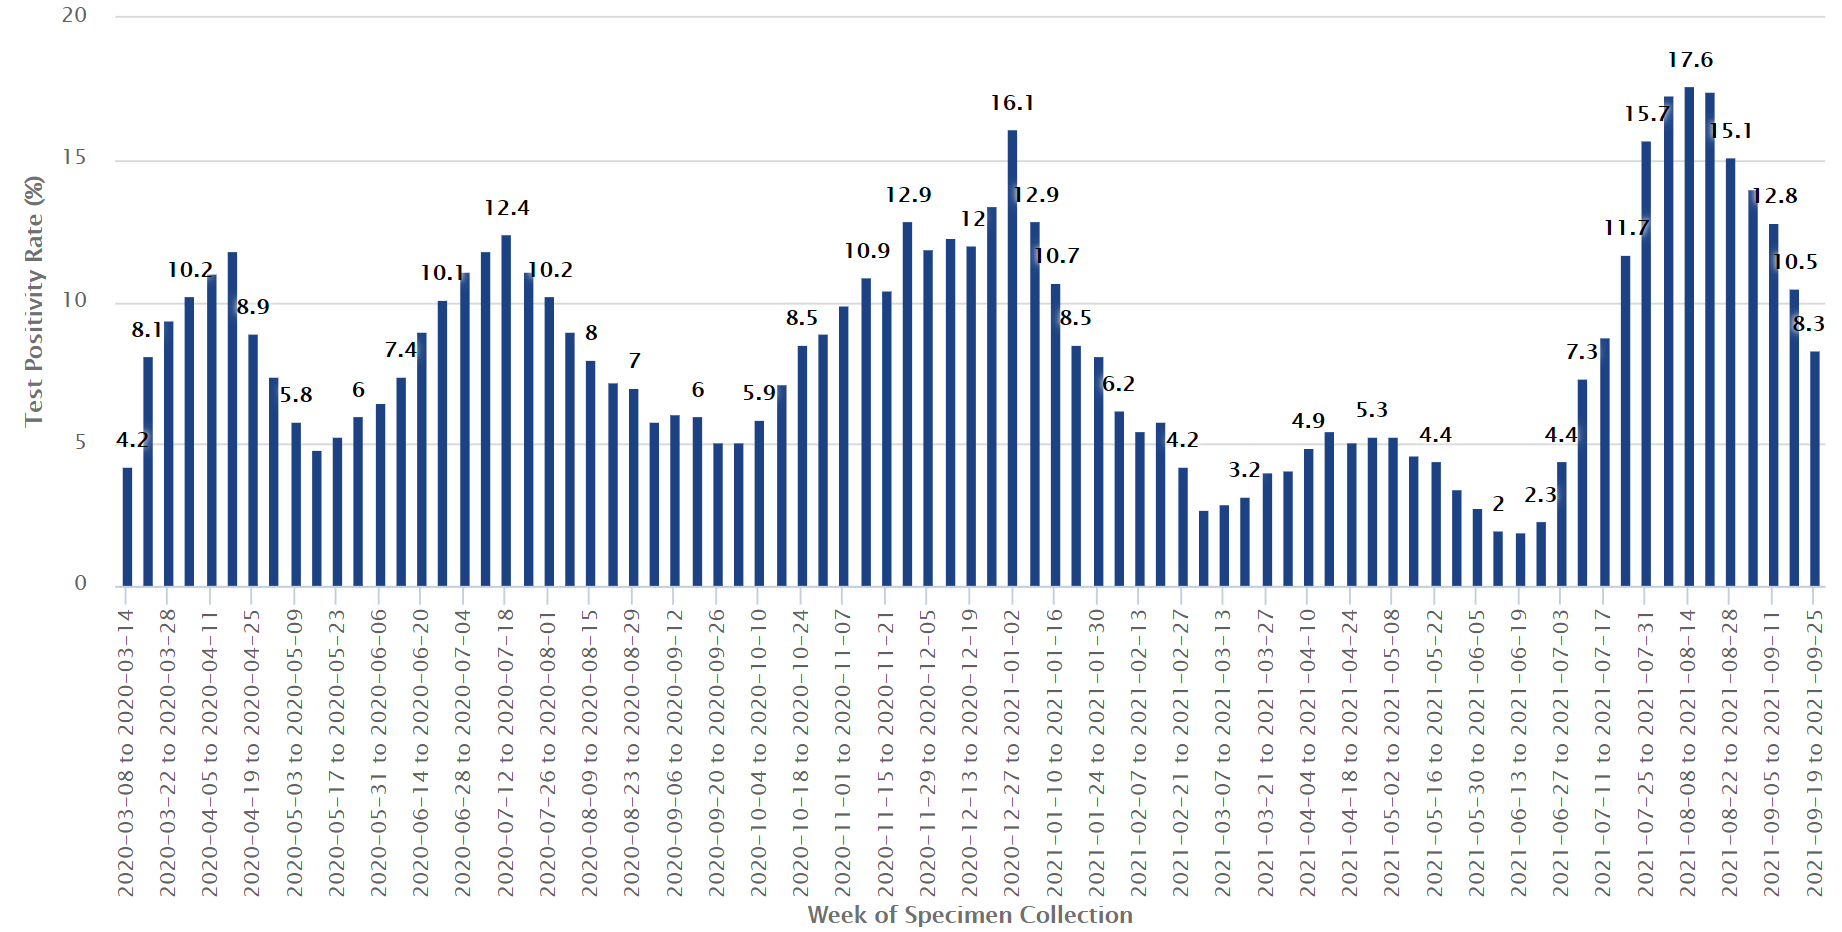 20
15
10
5
0
Test Positivity Rate (%)
4.2
8.1
10.2
8.9
5.8
6
7.4
10.1
12.4
10.2
8
7
6
5.9
8.5
10.9
12.9
12
16.1
12.9
10.7
8.5
6.2
4.2
3.2
4.9
5.3
4.4
2
2.3
4.4
7.3
11.7
15.7
17.6
15.1
12.8
10.5
8.3
2020-03-08 to 2020-03-14
2020-03-22 to 2020-03-28
2020-04-05 to 2020-04-11
2020-04-19 to 2020-04-25
2020-05-03 to 2020-05-09
2020-05-17 to 2020-05-23
2020-05-31 to 2020-06-06
2020-06-14 to 2020-06-20
2020-06-28 to 2020-07-04
2020-07-12 to 2020-07-18
2020-07-26 to 2020-08-01
2020-08-09 to 2020-08-15
2020-08-23 to 2020-08-29
2020-09-06 to 2020-09-12
2020-09-20 to 2020-09-26
2020-10-04 to 2020-10-10
2020-10-18 to 2020-10-24
2020-11-01 to 2020-11-07
2020-11-15 to 2020-11-21
2020-11-29 to 2020-12-05
2020-12-13 to 2020-12-19
2020-12-27 to 2021-01-02
2021-01-10 to 2021-01-16
2021-01-24 to 2021-01-30
2021-02-07 to 2021-02-13
2021-02-21 to 2021-02-27
2021-03-07 to 2021-03-13
2021-03-21 to 2021-03-27
2021-04-04 to 2021-04-10
2021-04-18 to 2021-04-24
2021-05-02 to 2021-05-08
2021-05-16 to 2021-05-22
2021-05-30 to 2021-06-05
2021-06-13 to 2021-06-19
2021-06-27 to 2021-07-03
2021-07-11 to 2021-07-17
2021-07-25 to 2021-07-31
2021-08-08 to 2021-08-14
2021-08-22 to 2021-08-28
2021-09-05 to 2021-09-11
2021-09-19 to 2021-09-25
Week of Specimen Collection